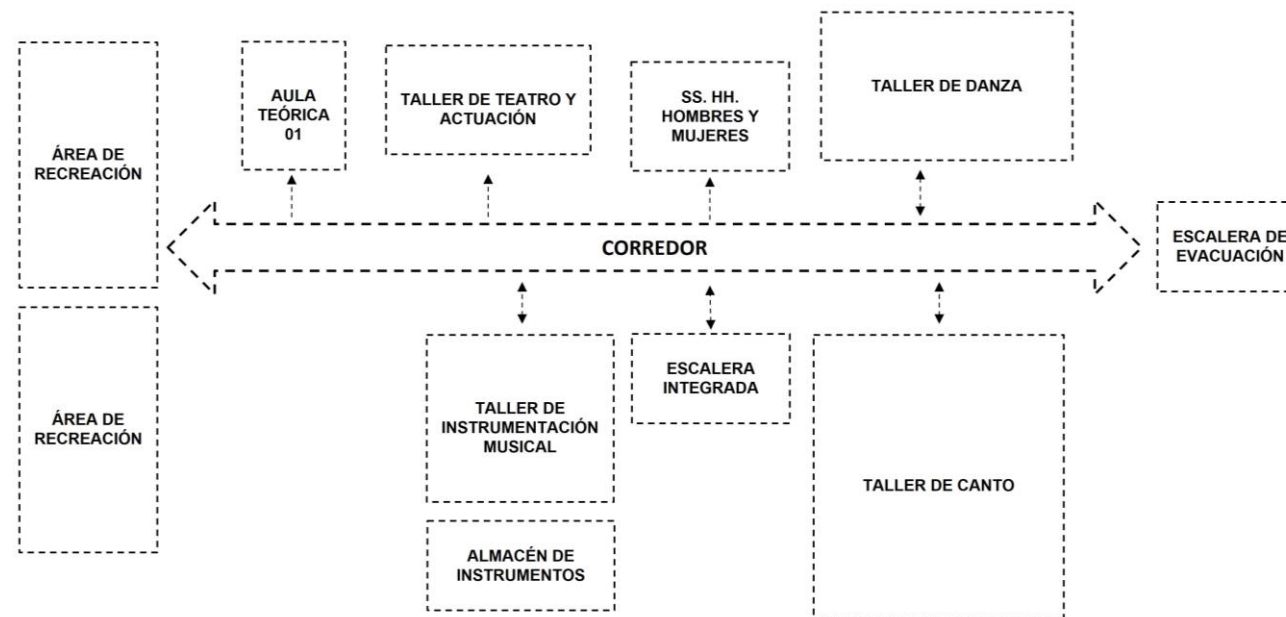 ÁREA DE
RECREACIÓN
AULA
TEÓRICA
01
TALLER DE TEATRO Y
ACTUACIÓN
SS. HH.
HOMBRES Y
MUJERES
TALLER DE DANZA
CORREDOR
ESCALERA DE
EVACUACIÓN
ÁREA DE
RECREACIÓN
TALLER DE
INSTRUMENTACIÓN
MUSICAL
ESCALERA
INTEGRADA
TALLER DE CANTO
ALMACÉN DE
INSTRUMENTOS